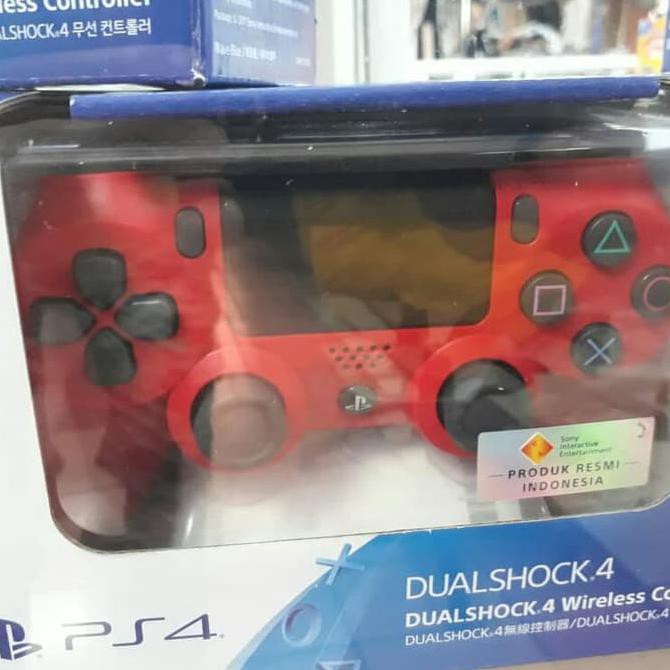 less Controller
ALSHOCK 4 무선 컨트롤러
Sony
Interactive
Entertainment
PRODUK RESMI
INDONESIA
DUALSHOCK 4
PS4
DUALSHOCK 4 Wireless Co
DUALSHOCK 4無線控制器/DUALSHOCK 4